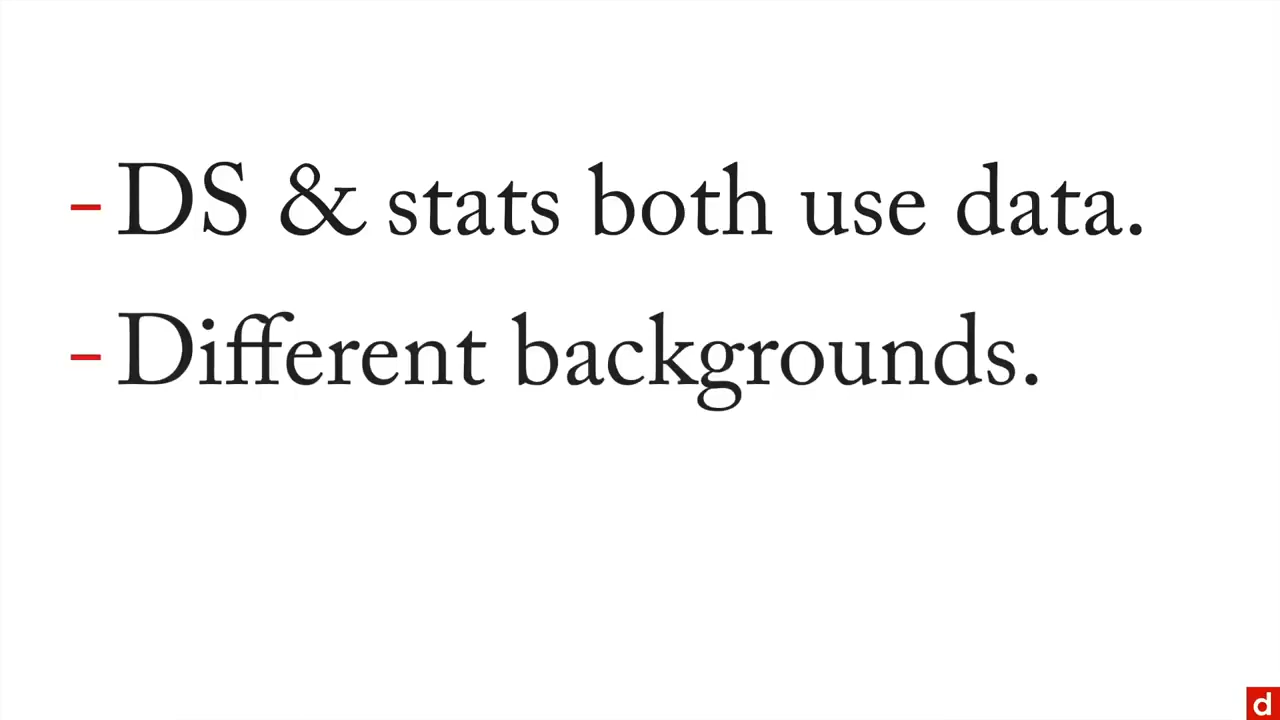 - DS & stats both use data.
- Different backgrounds.
d